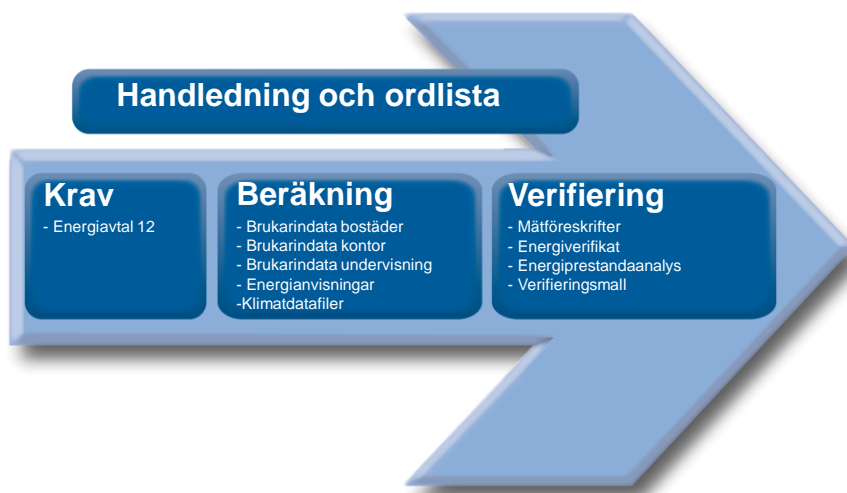 Handledning och ordlista
Krav
- Energiavtal 12
Beräkning
- Brukarindata bostäder
- Brukarindata kontor
- Brukarindata undervisning
- Energianvisningar
-Klimatdatafiler
Verifiering
- Mätföreskrifter
- Energiverifikat
- Energiprestandaanalys
- Verifieringsmall